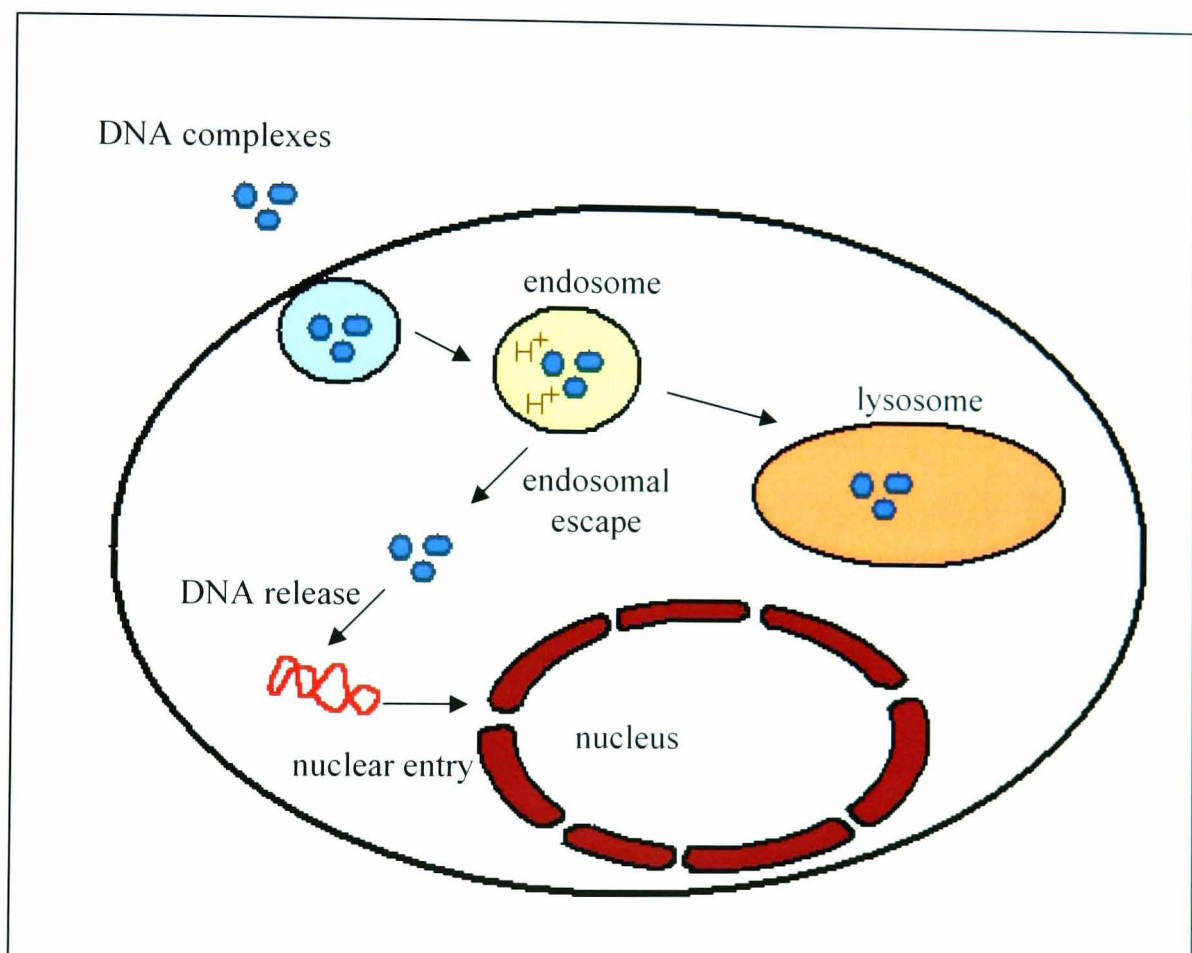 DNA complexes
endosome
H+
H+
lysosome
endosomal
escape
DNA release
nucleus
nuclear entry